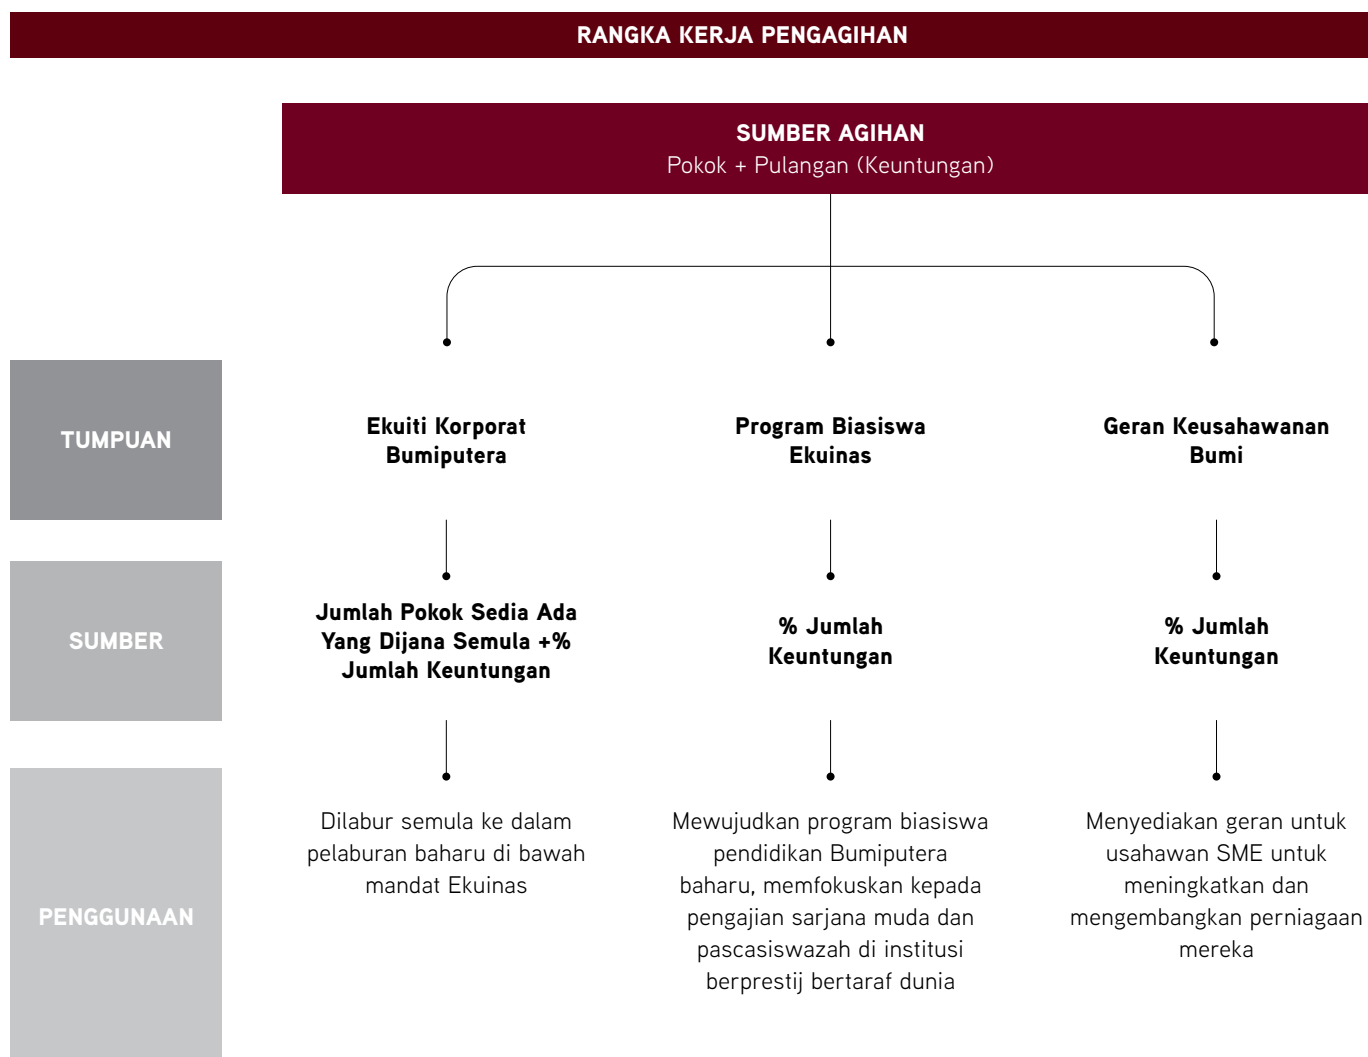 RANGKA KERJA PENGAGIHAN
SUMBER AGIHAN
Pokok + Pulangan (Keuntungan)
TUMPUAN
Ekuiti Korporat
Bumiputera
Program Biasiswa
Ekuinas
Geran Keusahawanan
Bumi
SUMBER
Jumlah Pokok Sedia Ada
Yang Dijana Semula +%
Jumlah Keuntungan
% Jumlah
Keuntungan
% Jumlah
Keuntungan
PENGGUNAAN
Dilabur semula ke dalam
pelaburan baharu di bawah
mandat Ekuinas
Mewujudkan program biasiswa
pendidikan Bumiputera
baharu, memfokuskan kepada
pengajian sarjana muda dan
pascasiswazah di institusi
berprestij bertaraf dunia
Menyediakan geran untuk
usahawan SME untuk
meningkatkan dan
mengembangkan perniagaan
mereka